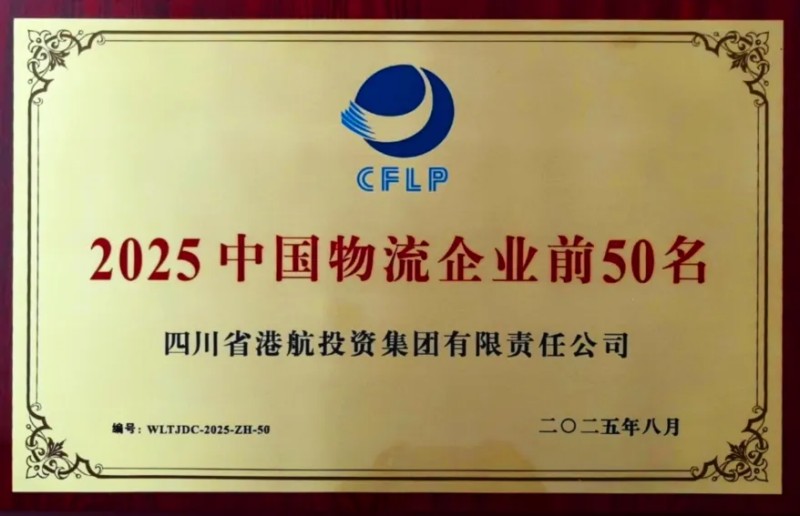 CFLP
2025中国物流企业前50名
四川省港航投资集团有限责任公司
编号：WLTJDC-2025-ZH-50
二〇二五年八月